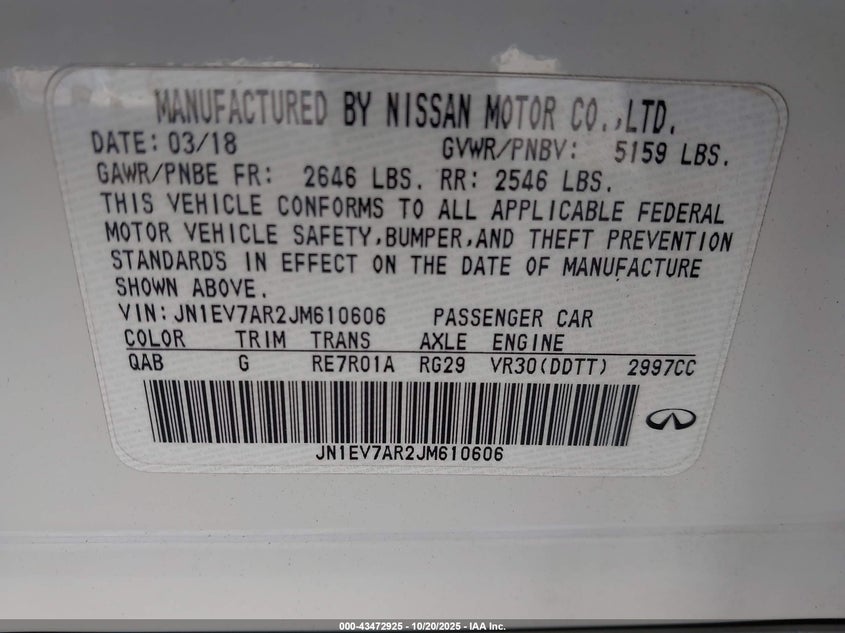 MANUFACTURED BY NISSAN MOTOR CO.,LTD.
DATE: 03/18 GVWR/PNBV: 5159 LBS.
GAWR/PNBE FR: 2646 LBS. RR: 2546 LBS.
THIS VEHICLE CONFORMS TO ALL APPLICABLE FEDERAL
MOTOR VEHICLE SAFETY,BUMPER,AND THEFT PREVENTION
STANDARDS IN EFFECT ON THE DATE OF MANUFACTURE
SHOWN ABOVE.
VIN: JN1EV7AR2JM610606 PASSENGER CAR
COLOR TRIM TRANS AXLE ENGINE
QAB G RE7R01A RG29 VR30(DDTT) 2997CC
JN1EV7AR2JM610606
000-43472925 - 10/20/2025 - IAA Inc.